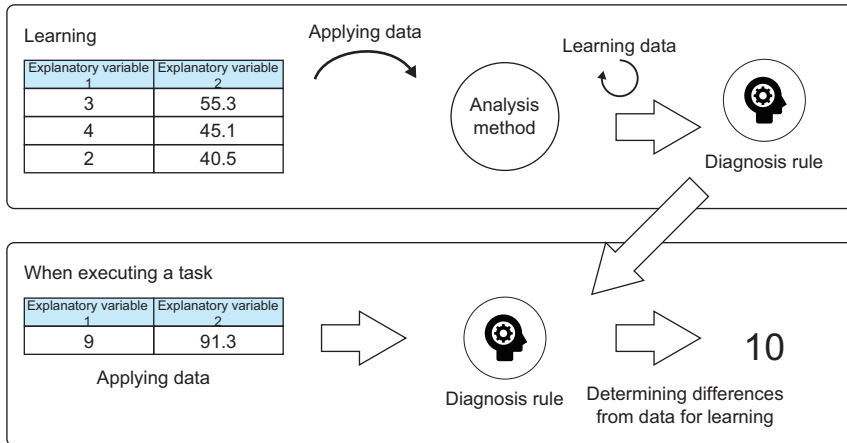 Learning
Applying data
Learning data
Explanatory variable
1
Explanatory variable
2
3
55.3
4
45.1
2
40.5
Analysis
method
Diagnosis rule
When executing a task
Explanatory variable
1
Explanatory variable
2
9
91.3
Applying data
Diagnosis rule
10
Determining differences
from data for learning